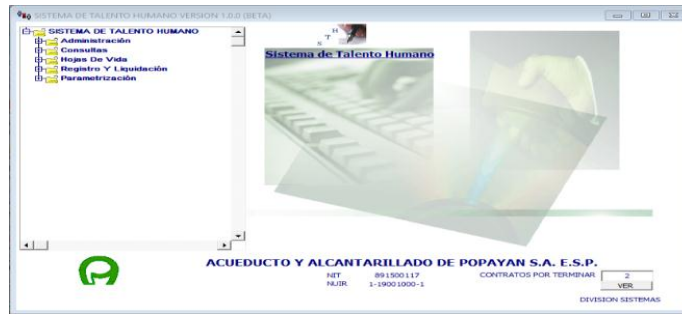 SISTEMA DE TALENTO HUMANO VERSION 1.0.0 (BETA)
SISTEMA DE TALENTO HUMANO
Administración
Consultas
Hojas De Vida
Registro Y Liquidación
Parametrización
S T H
Sistema de Talento Humano
ACUEDUCTO Y ALCANTARILLADO DE POPAYAN S.A. E.S.P.
NIT 891500117 CONTRATOS POR TERMINAR 2
NUIR 1-19001000-1 VER
DIVISION SISTEMAS